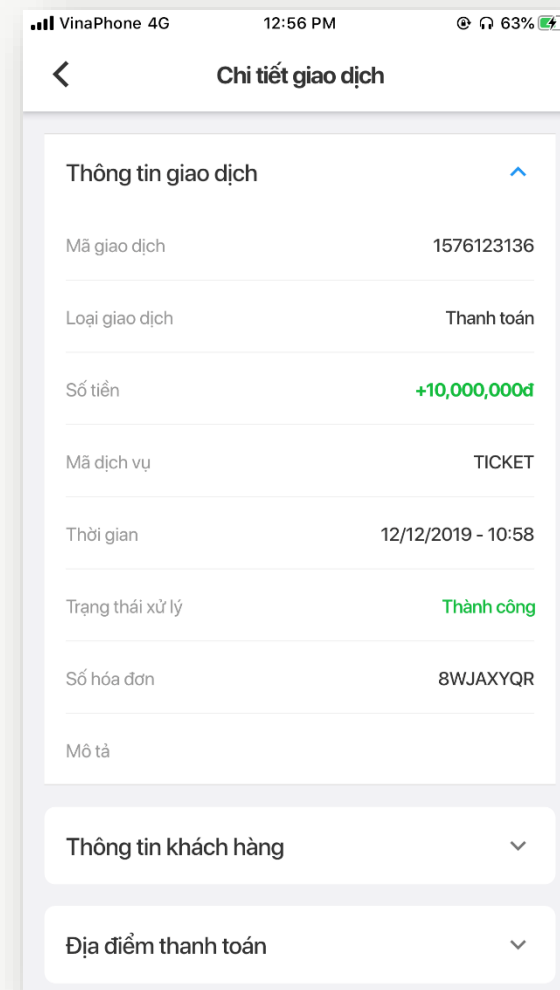 VinaPhone 4G 12:56 PM 63%
Chi tiết giao dịch
Thông tin giao dịch
Mã giao dịch 1576123136
Loại giao dịch Thanh toán
Số tiền +10,000,000đ
Mã dịch vụ TICKET
Thời gian 12/12/2019 - 10:58
Trạng thái xử lý Thành công
Số hóa đơn 8WJAXYQR
Mô tả
Thông tin khách hàng
Địa điểm thanh toán